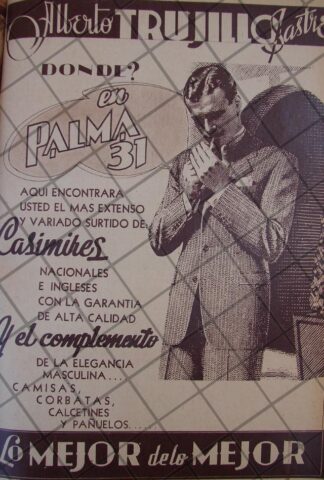 Alberto TRUJILLO Sastre
DONDE?
en
PALMA
31
AQUI ENCONTRARA
USTED EL MAS EXTENSO
Y VARIADO SURTIDO DE
Casimires
NACIONALES
E INGLESES
CON LA GARANTIA
DE ALTA CALIDAD
Y el complemento
DE LA ELEGANCIA
MASCULINA....
CAMISAS,
CORBATAS,
CALCETINES
Y PAÑUELOS....
Lo MEJOR de lo MEJOR